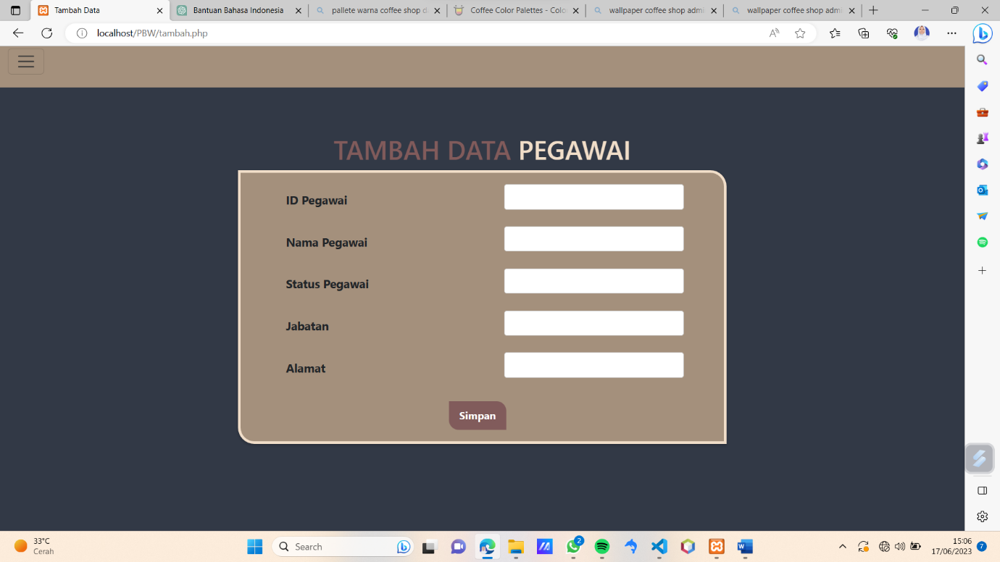 Tambah Data
Bantuan Bahasa Indonesia
pallete warna coffee shop d
Coffee Color Palettes - Colo
wallpaper coffee shop admi
wallpaper coffee shop admi
localhost/PBW/tambah.php
TAMBAH DATA PEGAWAI
ID Pegawai
Nama Pegawai
Status Pegawai
Jabatan
Alamat
Simpan
33°C
Cerah
Search
2
15:06
17/06/2023
7